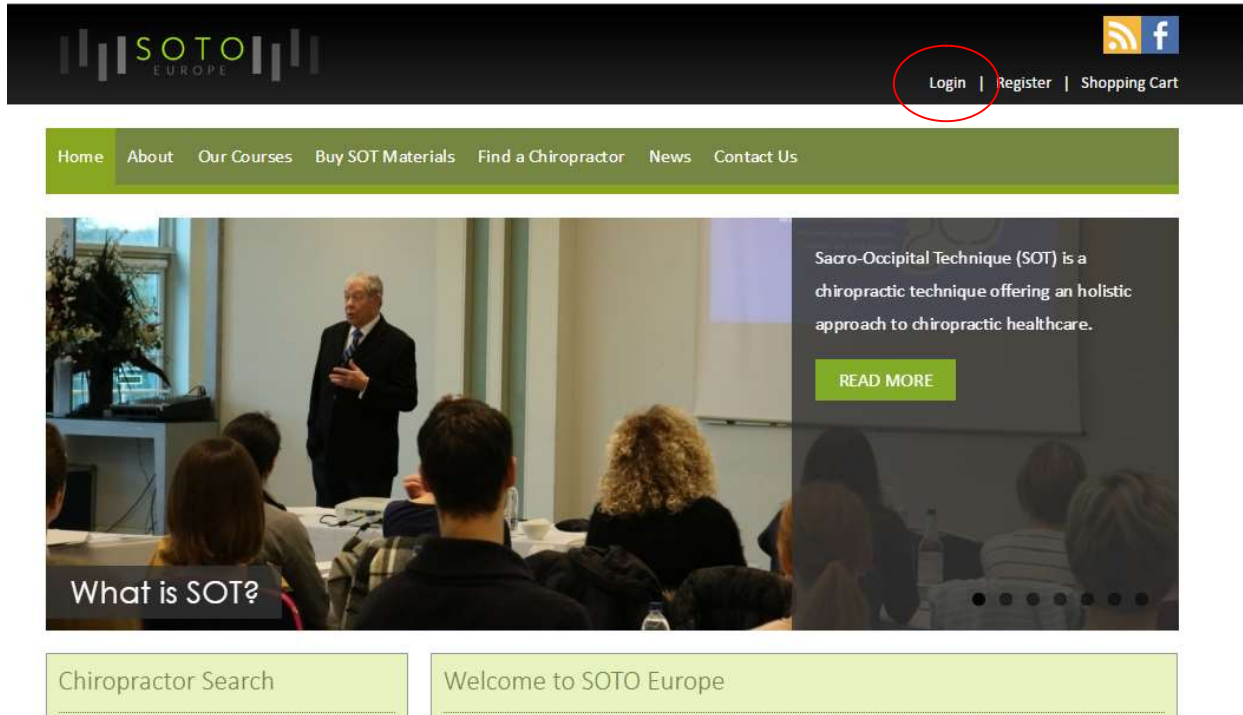 SOTO
EUROPE
Login | Register | Shopping Cart
Home About Our Courses Buy SOT Materials Find a Chiropractor News Contact Us
Sacro-Occipital Technique (SOT) is a
chiropractic technique offering an holistic
approach to chiropractic healthcare.
READ MORE
What is SOT?
Chiropractor Search
Welcome to SOTO Europe